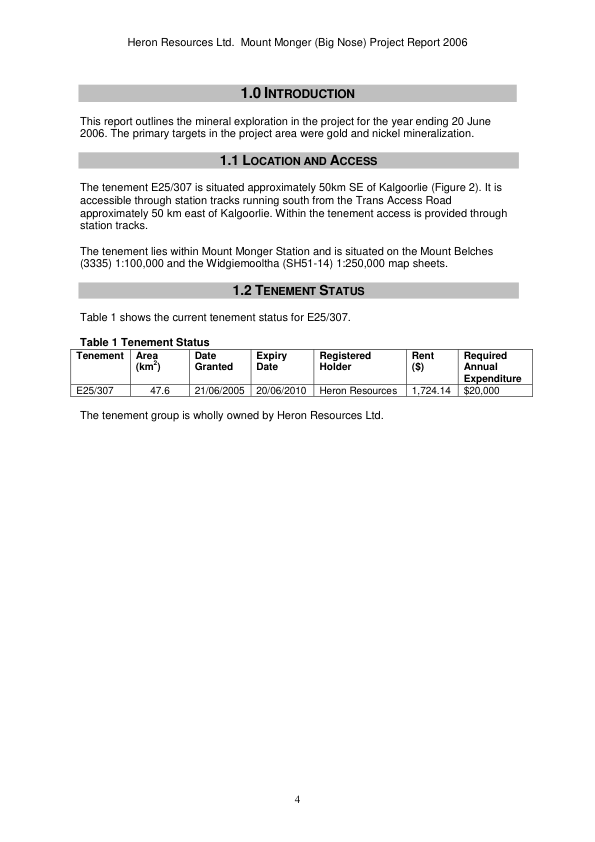 Heron Resources Ltd.  Mount Monger (Big Nose) Project Report 2006
1.0 INTRODUCTION
This report outlines the mineral exploration in the project for the year ending 20 June
2006. The primary targets in the project area were gold and nickel mineralization.
1.1 LOCATION AND ACCESS
The tenement E25/307 is situated approximately 50km SE of Kalgoorlie (Figure 2). It is
accessible through station tracks running south from the Trans Access Road
approximately 50 km east of Kalgoorlie. Within the tenement access is provided through
station tracks.
The tenement lies within Mount Monger Station and is situated on the Mount Belches
(3335) 1:100,000 and the Widgiemooltha (SH51-14) 1:250,000 map sheets.
1.2 TENEMENT STATUS
Table 1 shows the current tenement status for E25/307.
Table 1 Tenement Status
Tenement Area Date Expiry Registered Rent Required
(km²) Granted Date Holder ($) Annual
Expenditure
E25/307 47.6 21/06/2005 20/06/2010 Heron Resources 1,724.14 $20,000
The tenement group is wholly owned by Heron Resources Ltd.
4